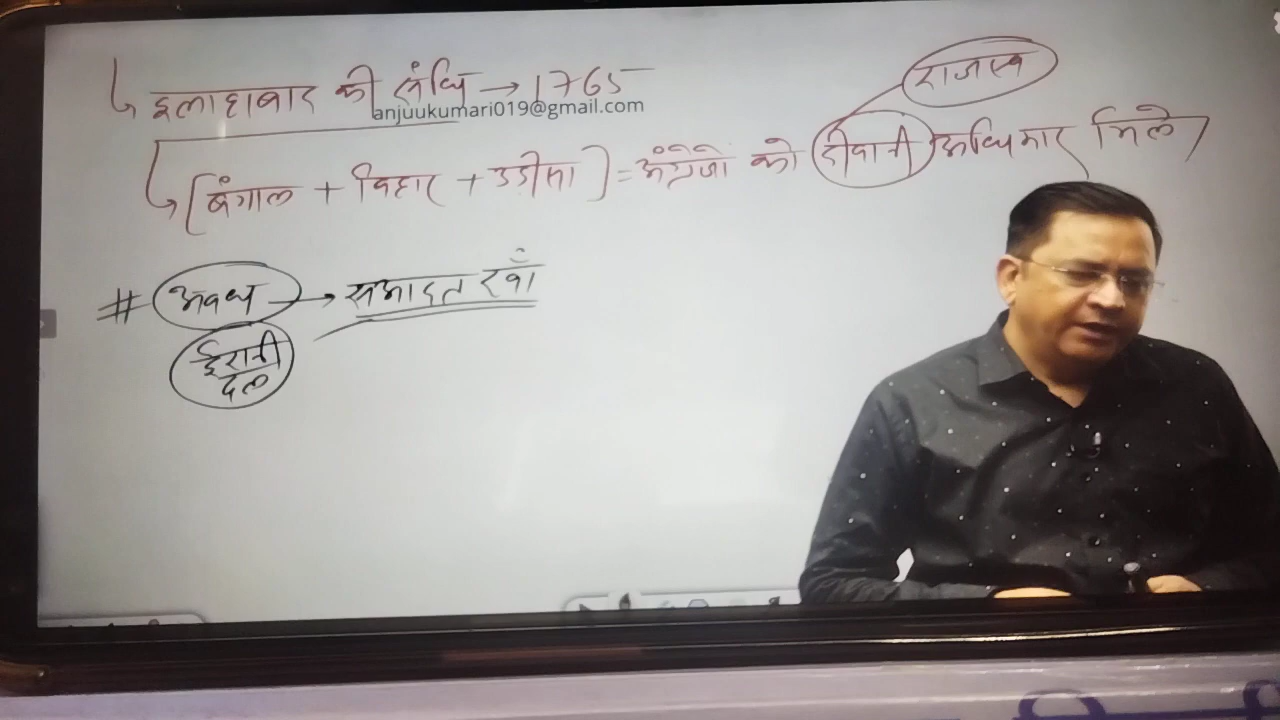 राजस्व
↳ इलाहाबाद की संधि → 1765
anjuukumari019@gmail.com
↳ [बंगाल + बिहार + उड़ीसा] = अंग्रेजो को दीवानी अधिकार मिले
# अवध → सआदत खाँ
ईरानी
दल